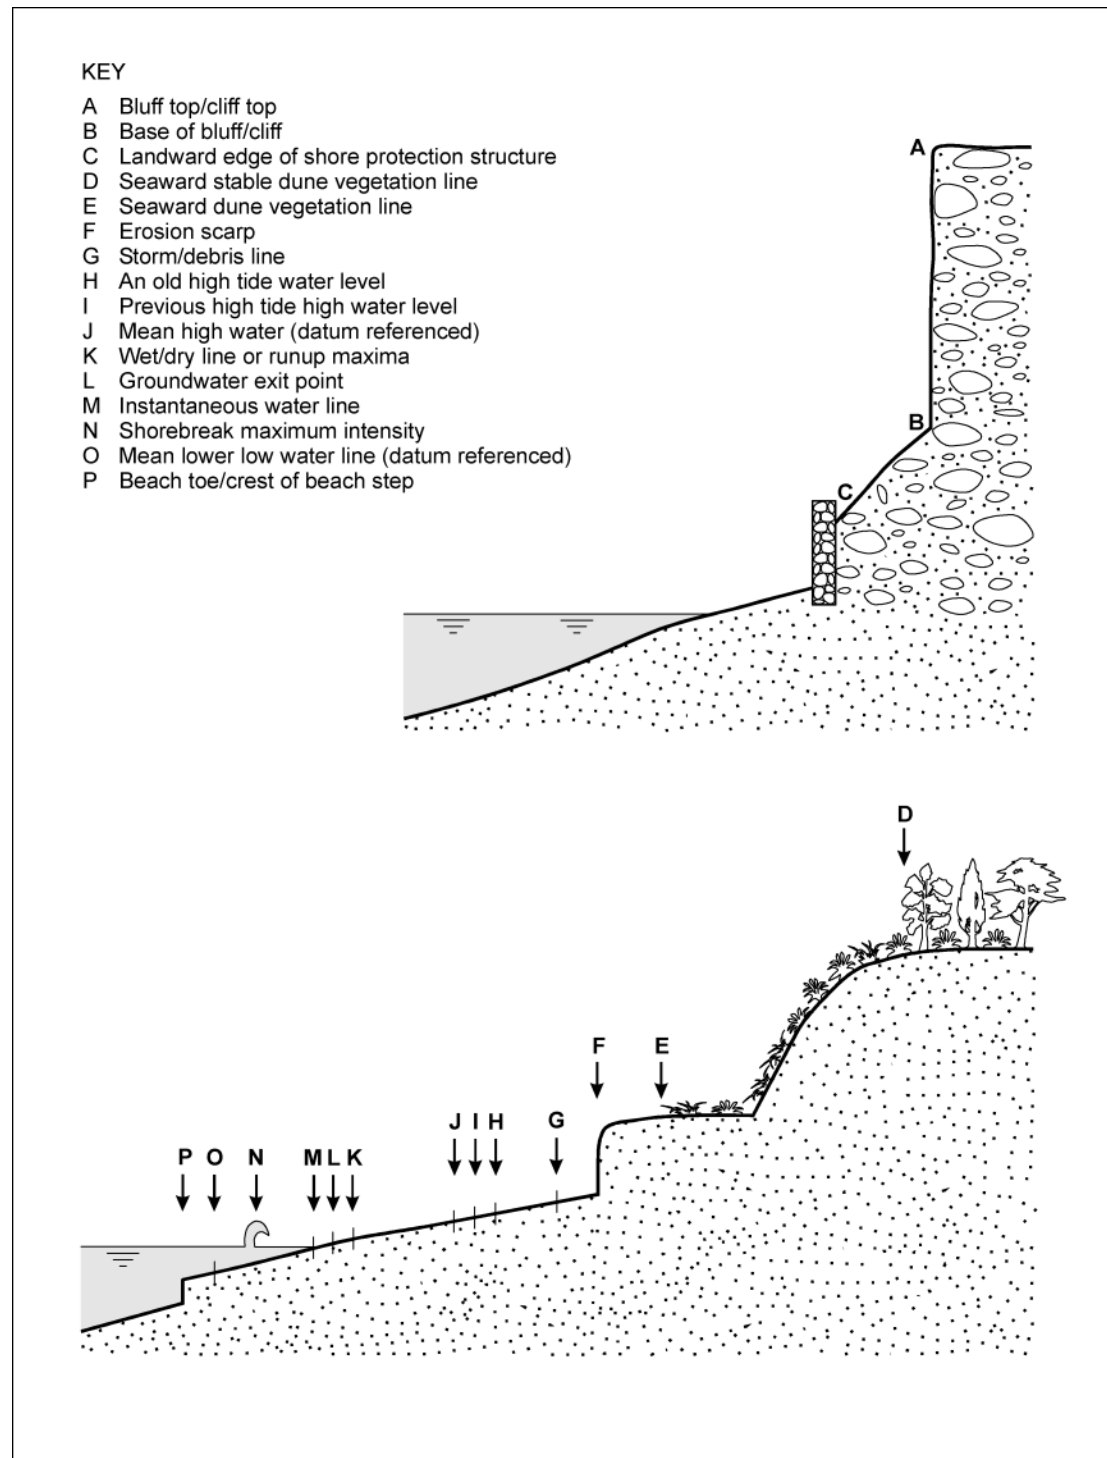 KEY
A Bluff top/cliff top
B Base of bluff/cliff
C Landward edge of shore protection structure
D Seaward stable dune vegetation line
E Seaward dune vegetation line
F Erosion scarp
G Storm/debris line
H An old high tide water level
I Previous high tide high water level
J Mean high water (datum referenced)
K Wet/dry line or runup maxima
L Groundwater exit point
M Instantaneous water line
N Shorebreak maximum intensity
O Mean lower low water line (datum referenced)
P Beach toe/crest of beach step
A
B
C
D
F E
J I H G
P O N M L K